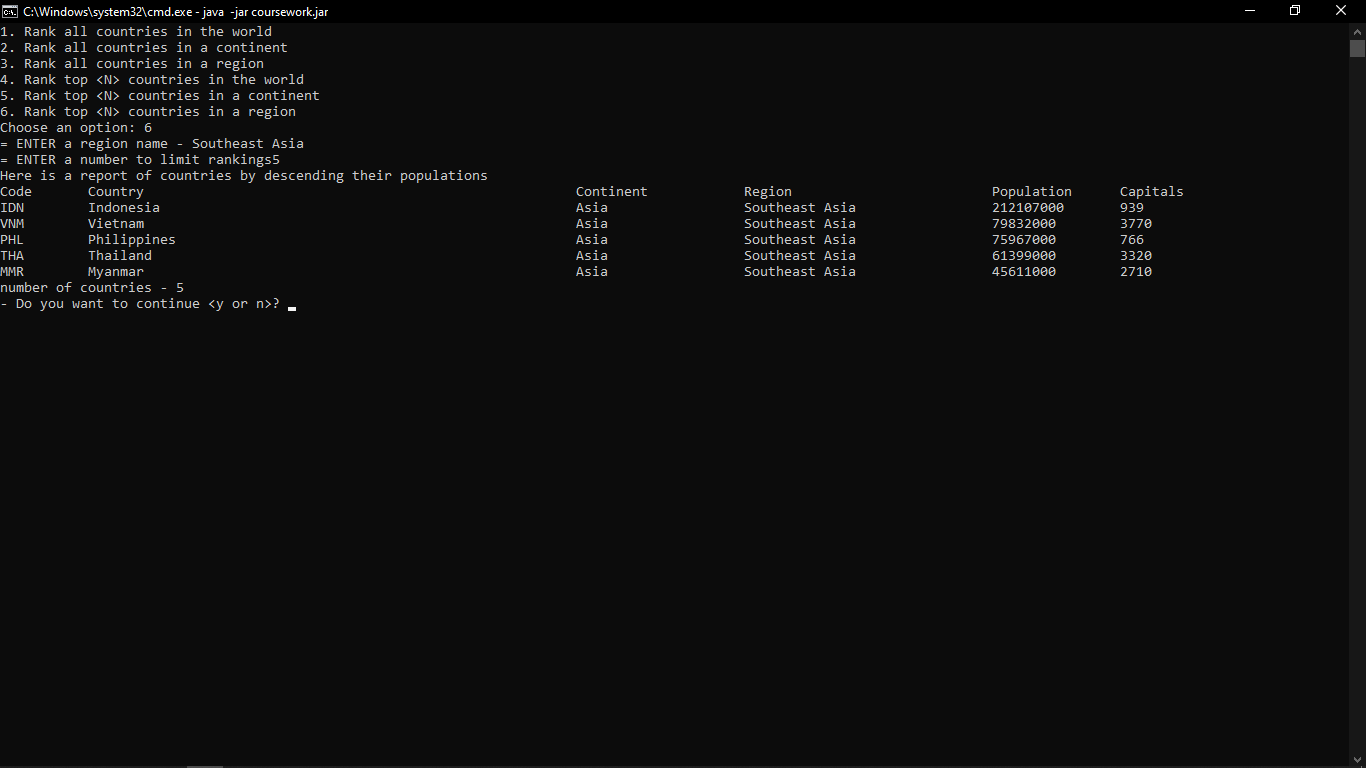 C:\Windows\system32\cmd.exe - java -jar coursework.jar
1. Rank all countries in the world
2. Rank all countries in a continent
3. Rank all countries in a region
4. Rank top <N> countries in the world
5. Rank top <N> countries in a continent
6. Rank top <N> countries in a region
Choose an option: 6
= ENTER a region name - Southeast Asia
= ENTER a number to limit rankings5
Here is a report of countries by descending their populations
Code Country Continent Region Population Capitals
IDN Indonesia Asia Southeast Asia 212107000 939
VNM Vietnam Asia Southeast Asia 79832000 3770
PHL Philippines Asia Southeast Asia 75967000 766
THA Thailand Asia Southeast Asia 61399000 3320
MMR Myanmar Asia Southeast Asia 45611000 2710
number of countries - 5
- Do you want to continue <y or n>?